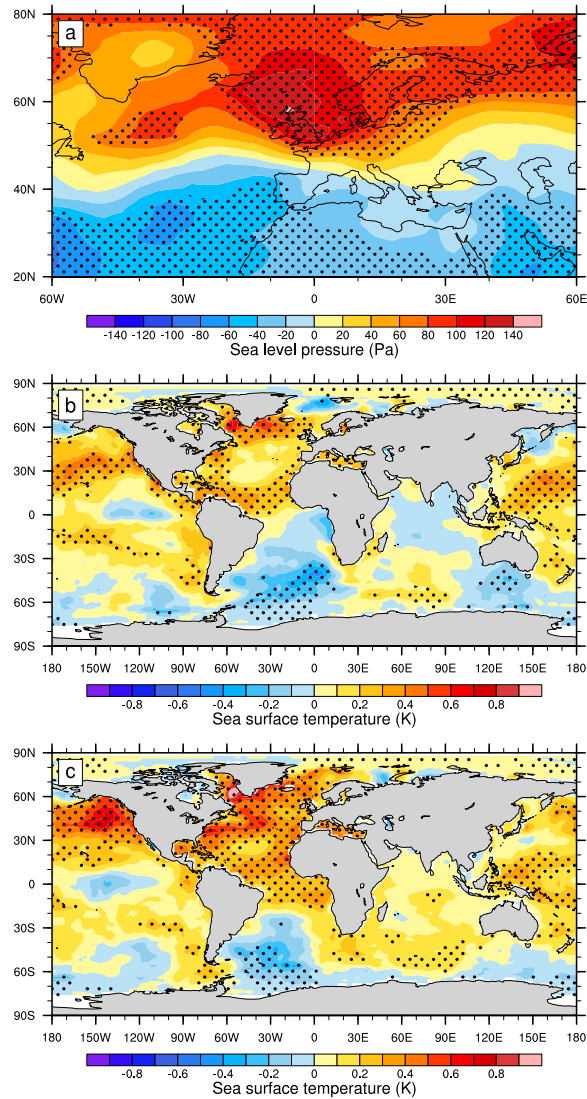 80N
a
60N
40N
20N
60W 30W 0 30E 60E
-140 -120 -100 -80 -60 -40 -20 0 20 40 60 80 100 120 140
Sea level pressure (Pa)
90N
b
60N
30N
0
30S
60S
90S
180 150W 120W 90W 60W 30W 0 30E 60E 90E 120E 150E 180
-0.8 -0.6 -0.4 -0.2 0 0.2 0.4 0.6 0.8
Sea surface temperature (K)
90N
c
60N
30N
0
30S
60S
90S
180 150W 120W 90W 60W 30W 0 30E 60E 90E 120E 150E 180
-0.8 -0.6 -0.4 -0.2 0 0.2 0.4 0.6 0.8
Sea surface temperature (K)